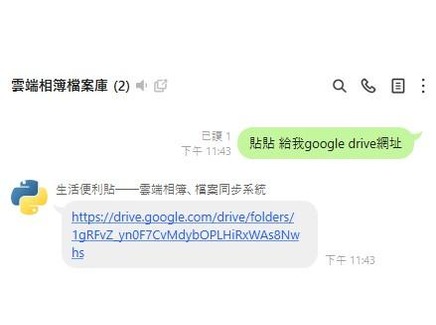 雲端相簿檔案庫 (2)
已讀 1
下午 11:43
貼貼 給我google drive網址
生活便利貼——雲端相簿、檔案同步系統
https://drive.google.com/drive/folders/
1gRFvZ_yn0F7CvMdybOPLHiRxWAs8Nw
hs
下午 11:43